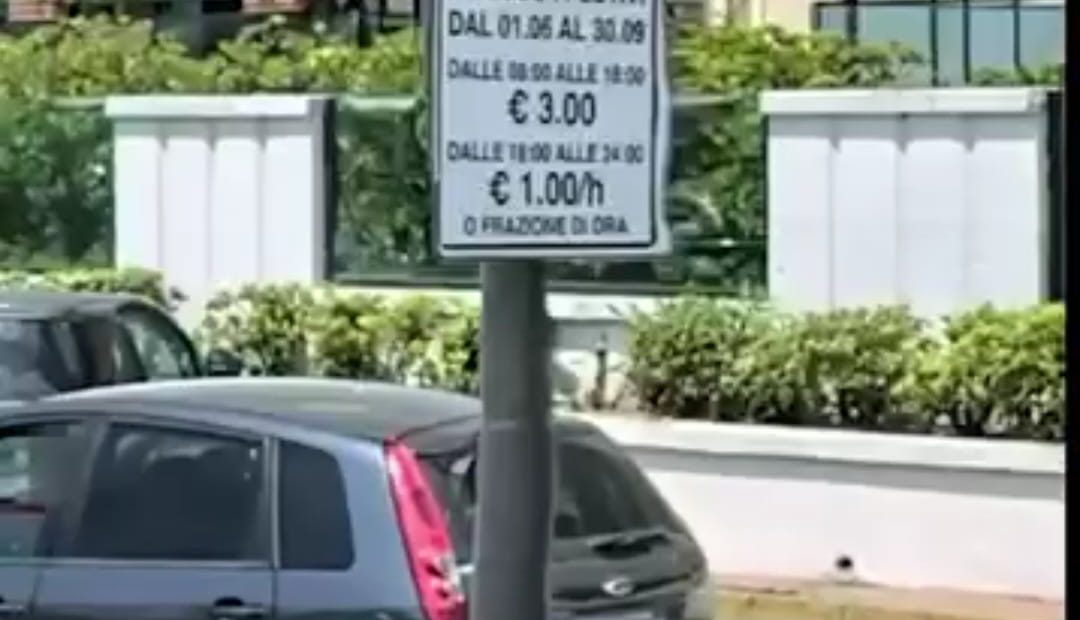 DAL 01.06 AL 30.09
DALLE 08:00 ALLE 18:00
€ 3.00
DALLE 18:00 ALLE 24:00
€ 1.00/h
O FRAZIONE DI ORA